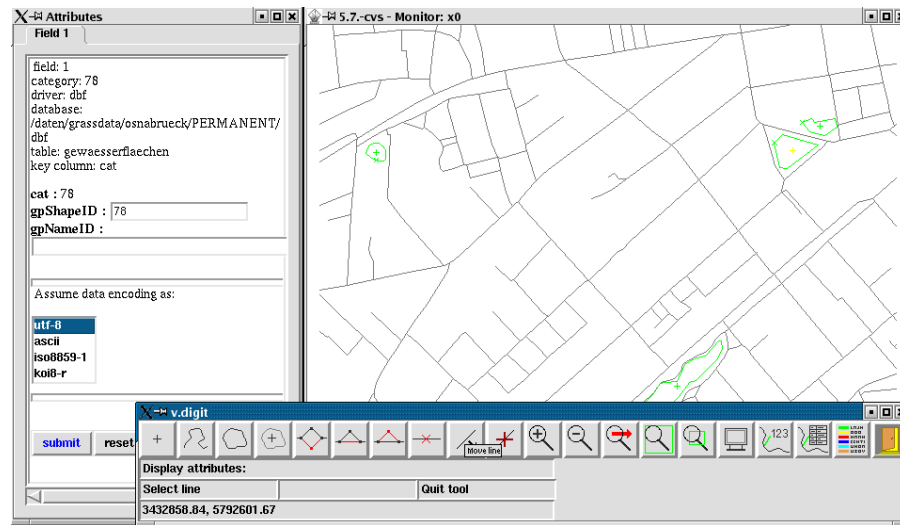 Attributes
Field 1
field: 1
category: 78
driver: dbf
database:
/daten/grassdata/osnabrueck/PERMANENT/
dbf
table: gewaesserflaechen
key column: cat
cat : 78
gpShapeID : 78
gpNameID :
Assume data encoding as:
utf-8
ascii
iso8859-1
koi8-r
submit reset
5.7.-cvs - Monitor: x0
v.digit
123
Move line
Display attributes:
Select line Quit tool
3432858.84, 5792601.67